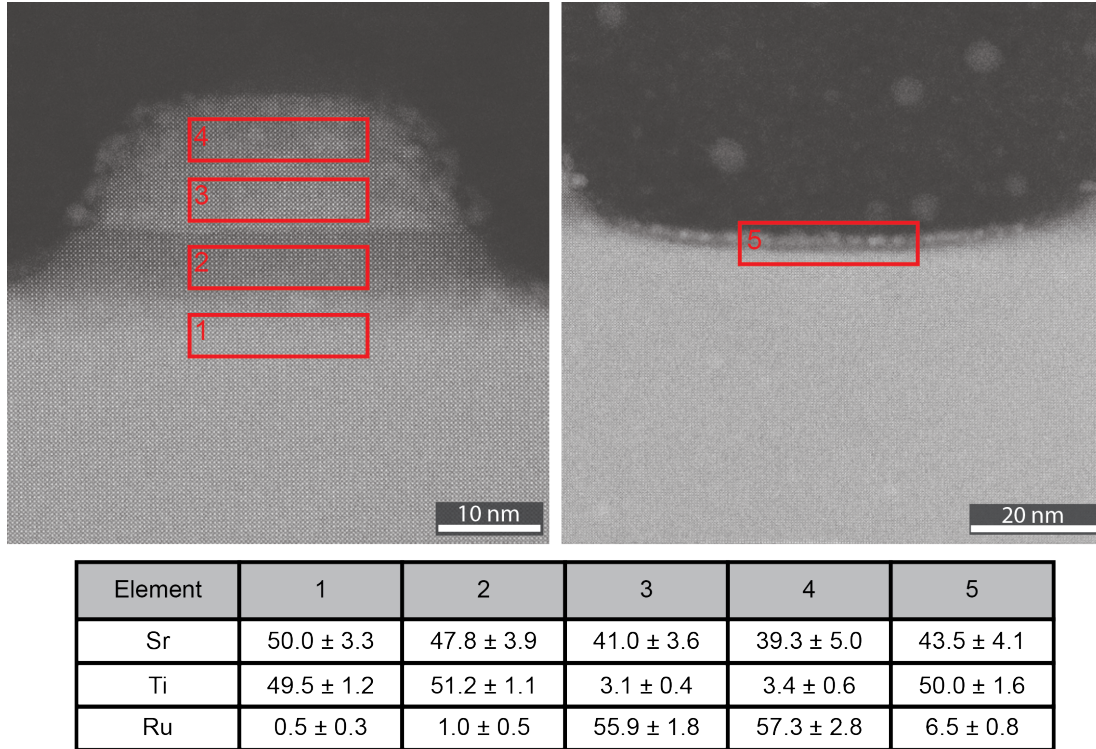 4
3
2
1
10 nm
5
20 nm
Element 1 2 3 4 5
Sr 50.0 ± 3.3 47.8 ± 3.9 41.0 ± 3.6 39.3 ± 5.0 43.5 ± 4.1
Ti 49.5 ± 1.2 51.2 ± 1.1 3.1 ± 0.4 3.4 ± 0.6 50.0 ± 1.6
Ru 0.5 ± 0.3 1.0 ± 0.5 55.9 ± 1.8 57.3 ± 2.8 6.5 ± 0.8